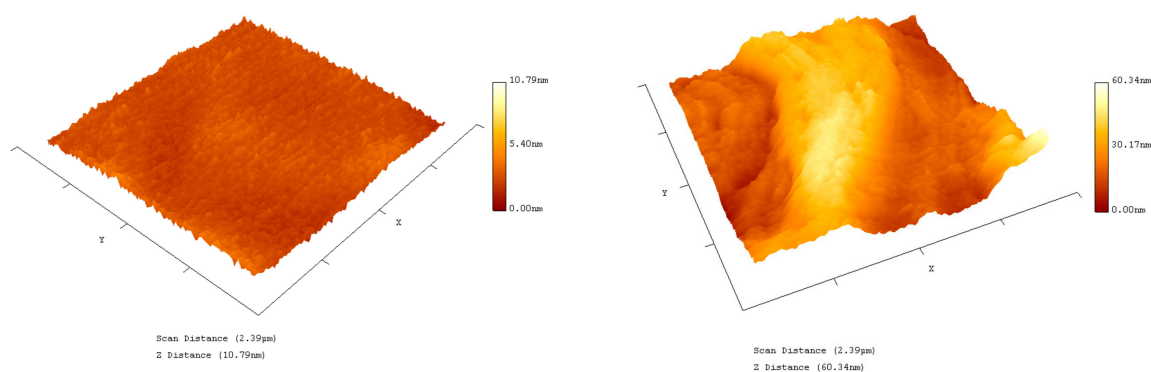 10.79nm
5.40nm
0.00nm
X
Y
Scan Distance (2.39µm)
Z Distance (10.79nm)
60.34nm
30.17nm
0.00nm
Y
X
Scan Distance (2.39µm)
Z Distance (60.34nm)